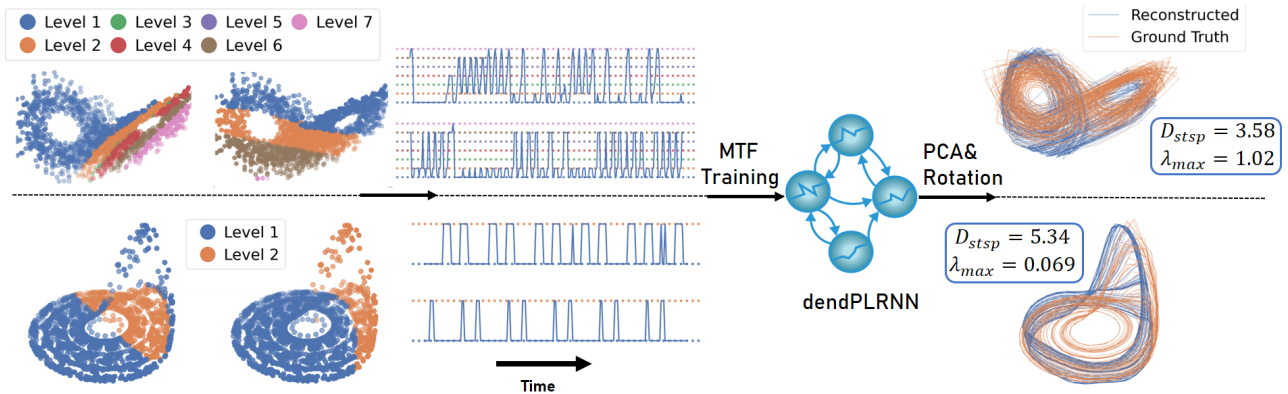 Level 1 Level 3 Level 5 Level 7
Level 2 Level 4 Level 6
Reconstructed
Ground Truth
D_stsp = 3.58
λ_max = 1.02
MTF
Training
PCA&
Rotation
dendPLRNN
Level 1
Level 2
D_stsp = 5.34
λ_max = 0.069
Time